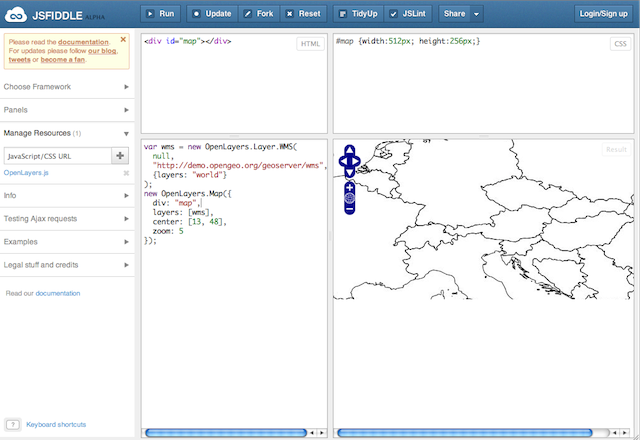 JSFIDDLE ALPHA
Run
Update
Fork
Reset
TidyUp
JSLint
Share
Login/Sign up
Please read the documentation.
For updates please follow our blog,
tweets or become a fan.
Choose Framework
Panels
Manage Resources (1)
JavaScript/CSS URL
OpenLayers.js
Info
Testing Ajax requests
Examples
Legal stuff and credits
Read our documentation
Keyboard shortcuts
<div id="map"></div>
HTML
#map {width:512px; height:256px;}
CSS
var wms = new OpenLayers.Layer.WMS(
null,
"http://demo.opengeo.org/geoserver/wms",
{layers: "world"}
);
new OpenLayers.Map({
div: "map",
layers: [wms],
center: [13, 48],
zoom: 5
});
Result